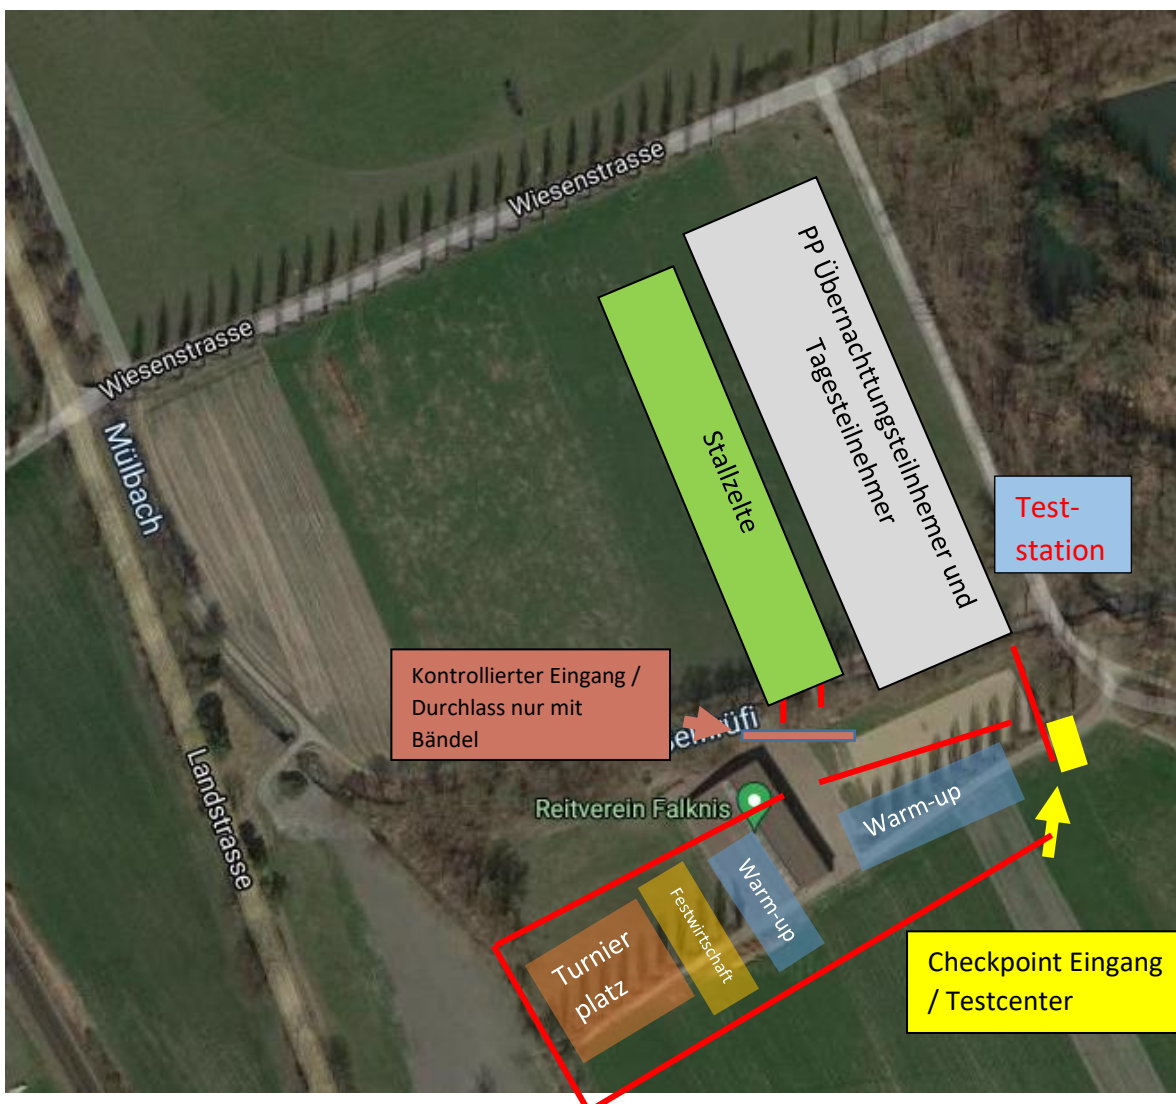 Wiesenstrasse
Wiesenstrasse
Mülbach
PP Übernachttungsteilnhemer und
Tagesteilnehmer
Stallzelte
Test-
station
Kontrollierter Eingang /
Durchlass nur mit
Bändel
Landstrasse
Reitverein Falknis
Warm-up
Warm-up
Festwirtschaft
Turnier
platz
Checkpoint Eingang
/ Testcenter